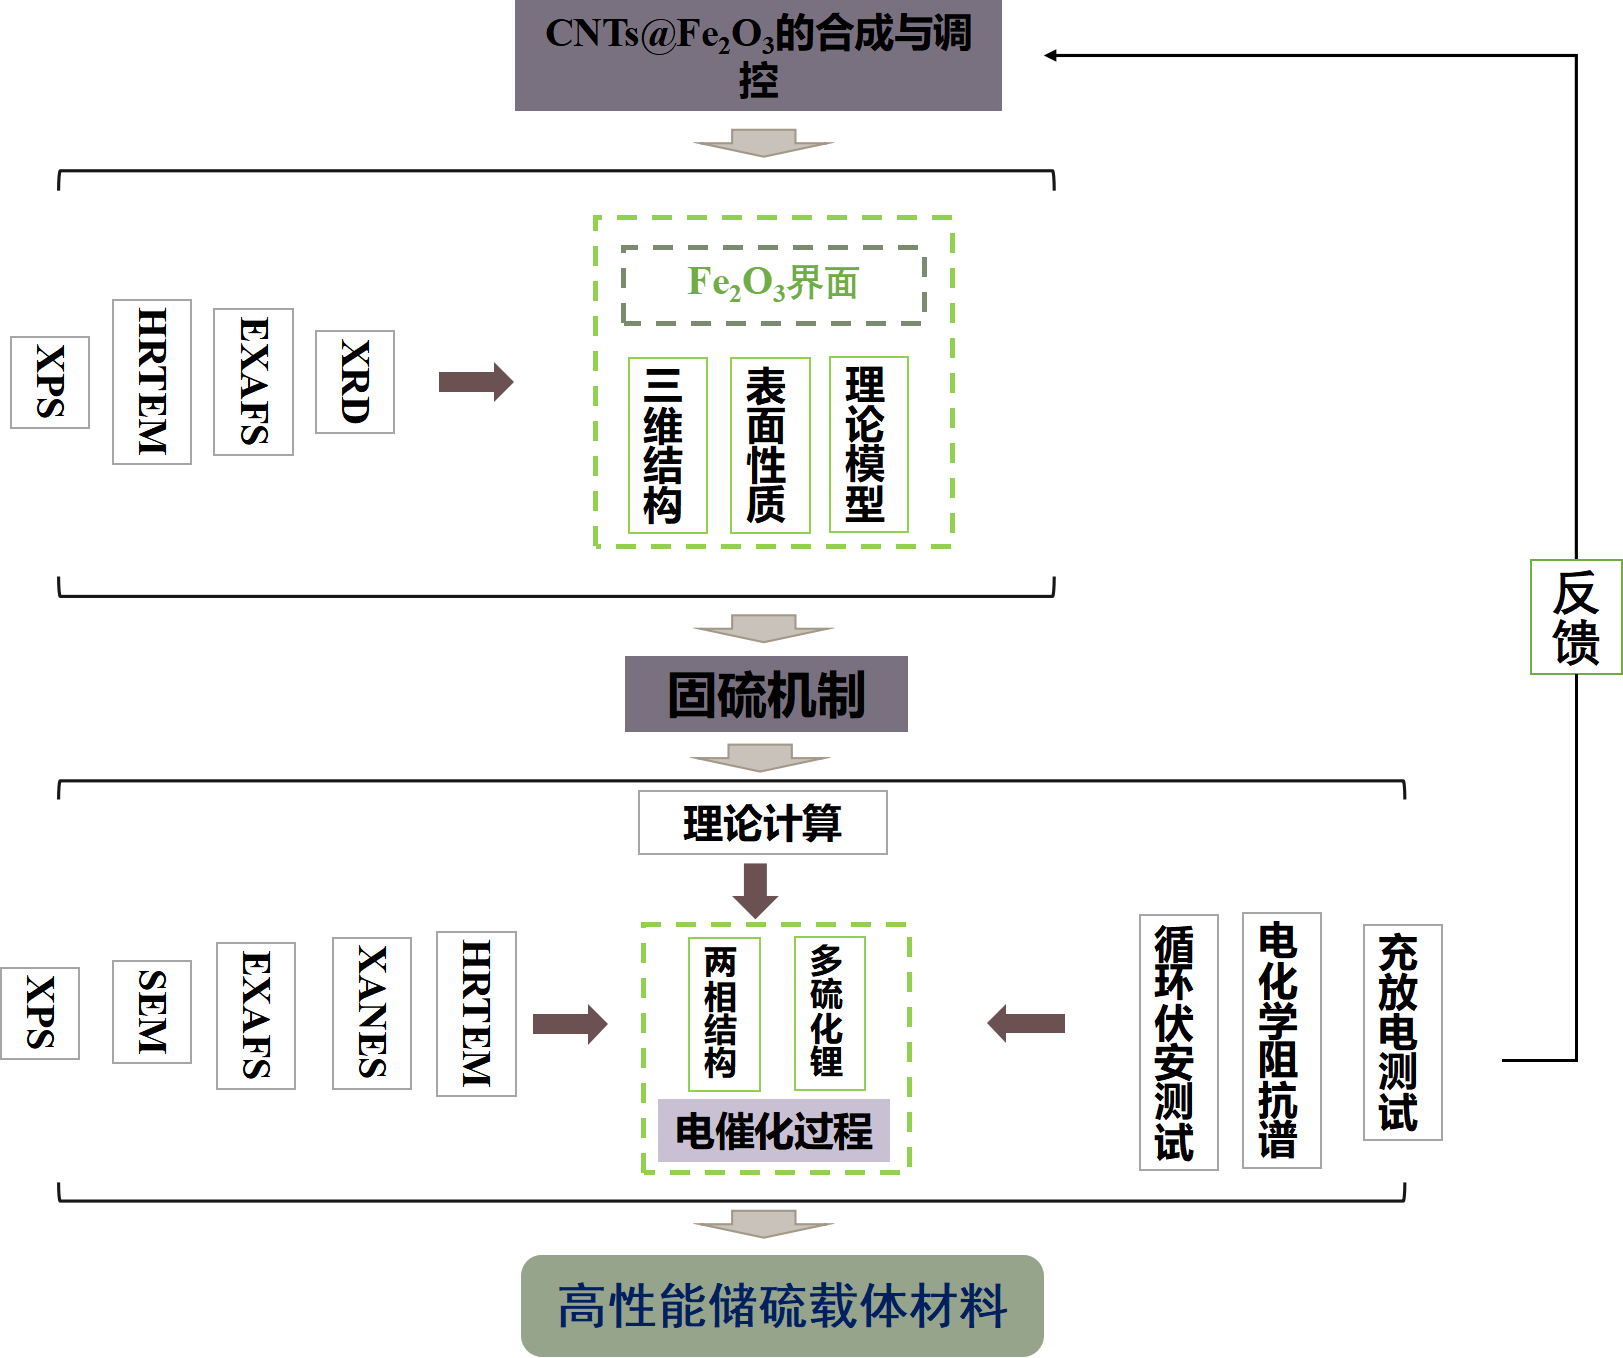 CNTs@Fe₂O₃的合成与调
控
Fe₂O₃界面
XPS
HRTEM
EXAFS
XRD
三维结构
表面性质
理论模型
反馈
固硫机制
理论计算
XPS
SEM
EXAFS
XANES
HRTEM
两相结构
多硫化锂
电催化过程
循环伏安测试
电化学阻抗谱
充放电测试
高性能储硫载体材料